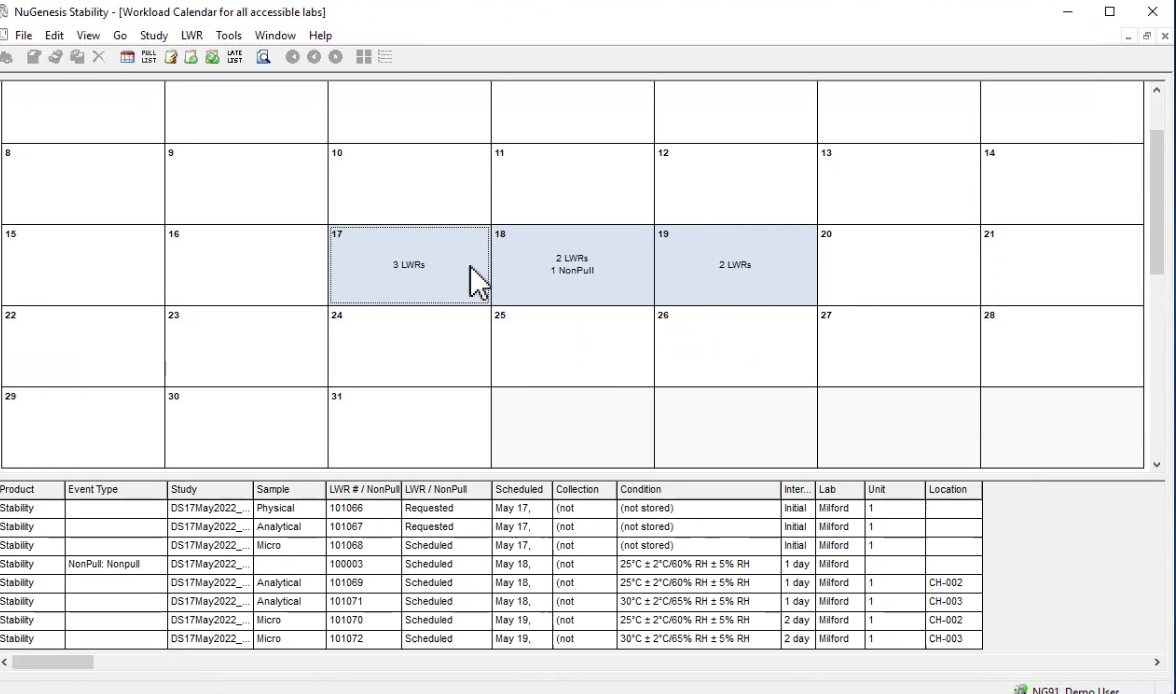 NuGenesis Stability - [Workload Calendar for all accessible labs]
File Edit View Go Study LWR Tools Window Help
PULL LIST LATE LIST
8 9 10 11 12 13 14
15 16 17 18 19 20 21
3 LWRs 2 LWRs 2 LWRs
1 NonPull
22 23 24 25 26 27 28
29 30 31
Product Event Type Study Sample LWR # / NonPull LWR / NonPull Scheduled Collection Condition Inter... Lab Unit Location
Stability DS17May2022_... Physical 101066 Requested May 17, (not (not stored) Initial Milford 1
Stability DS17May2022_... Analytical 101067 Requested May 17, (not (not stored) Initial Milford 1
Stability DS17May2022_... Micro 101068 Scheduled May 17, (not (not stored) Initial Milford 1
Stability NonPull: Nonpull DS17May2022_... 100003 Scheduled May 18, (not 25°C ± 2°C/60% RH ± 5% RH 1 day Milford
Stability DS17May2022_... Analytical 101069 Scheduled May 18, (not 25°C ± 2°C/60% RH ± 5% RH 1 day Milford 1 CH-002
Stability DS17May2022_... Analytical 101071 Scheduled May 18, (not 30°C ± 2°C/65% RH ± 5% RH 1 day Milford 1 CH-003
Stability DS17May2022_... Micro 101070 Scheduled May 19, (not 25°C ± 2°C/60% RH ± 5% RH 2 day Milford 1 CH-002
Stability DS17May2022_... Micro 101072 Scheduled May 19, (not 30°C ± 2°C/65% RH ± 5% RH 2 day Milford 1 CH-003
NG91, Demo User